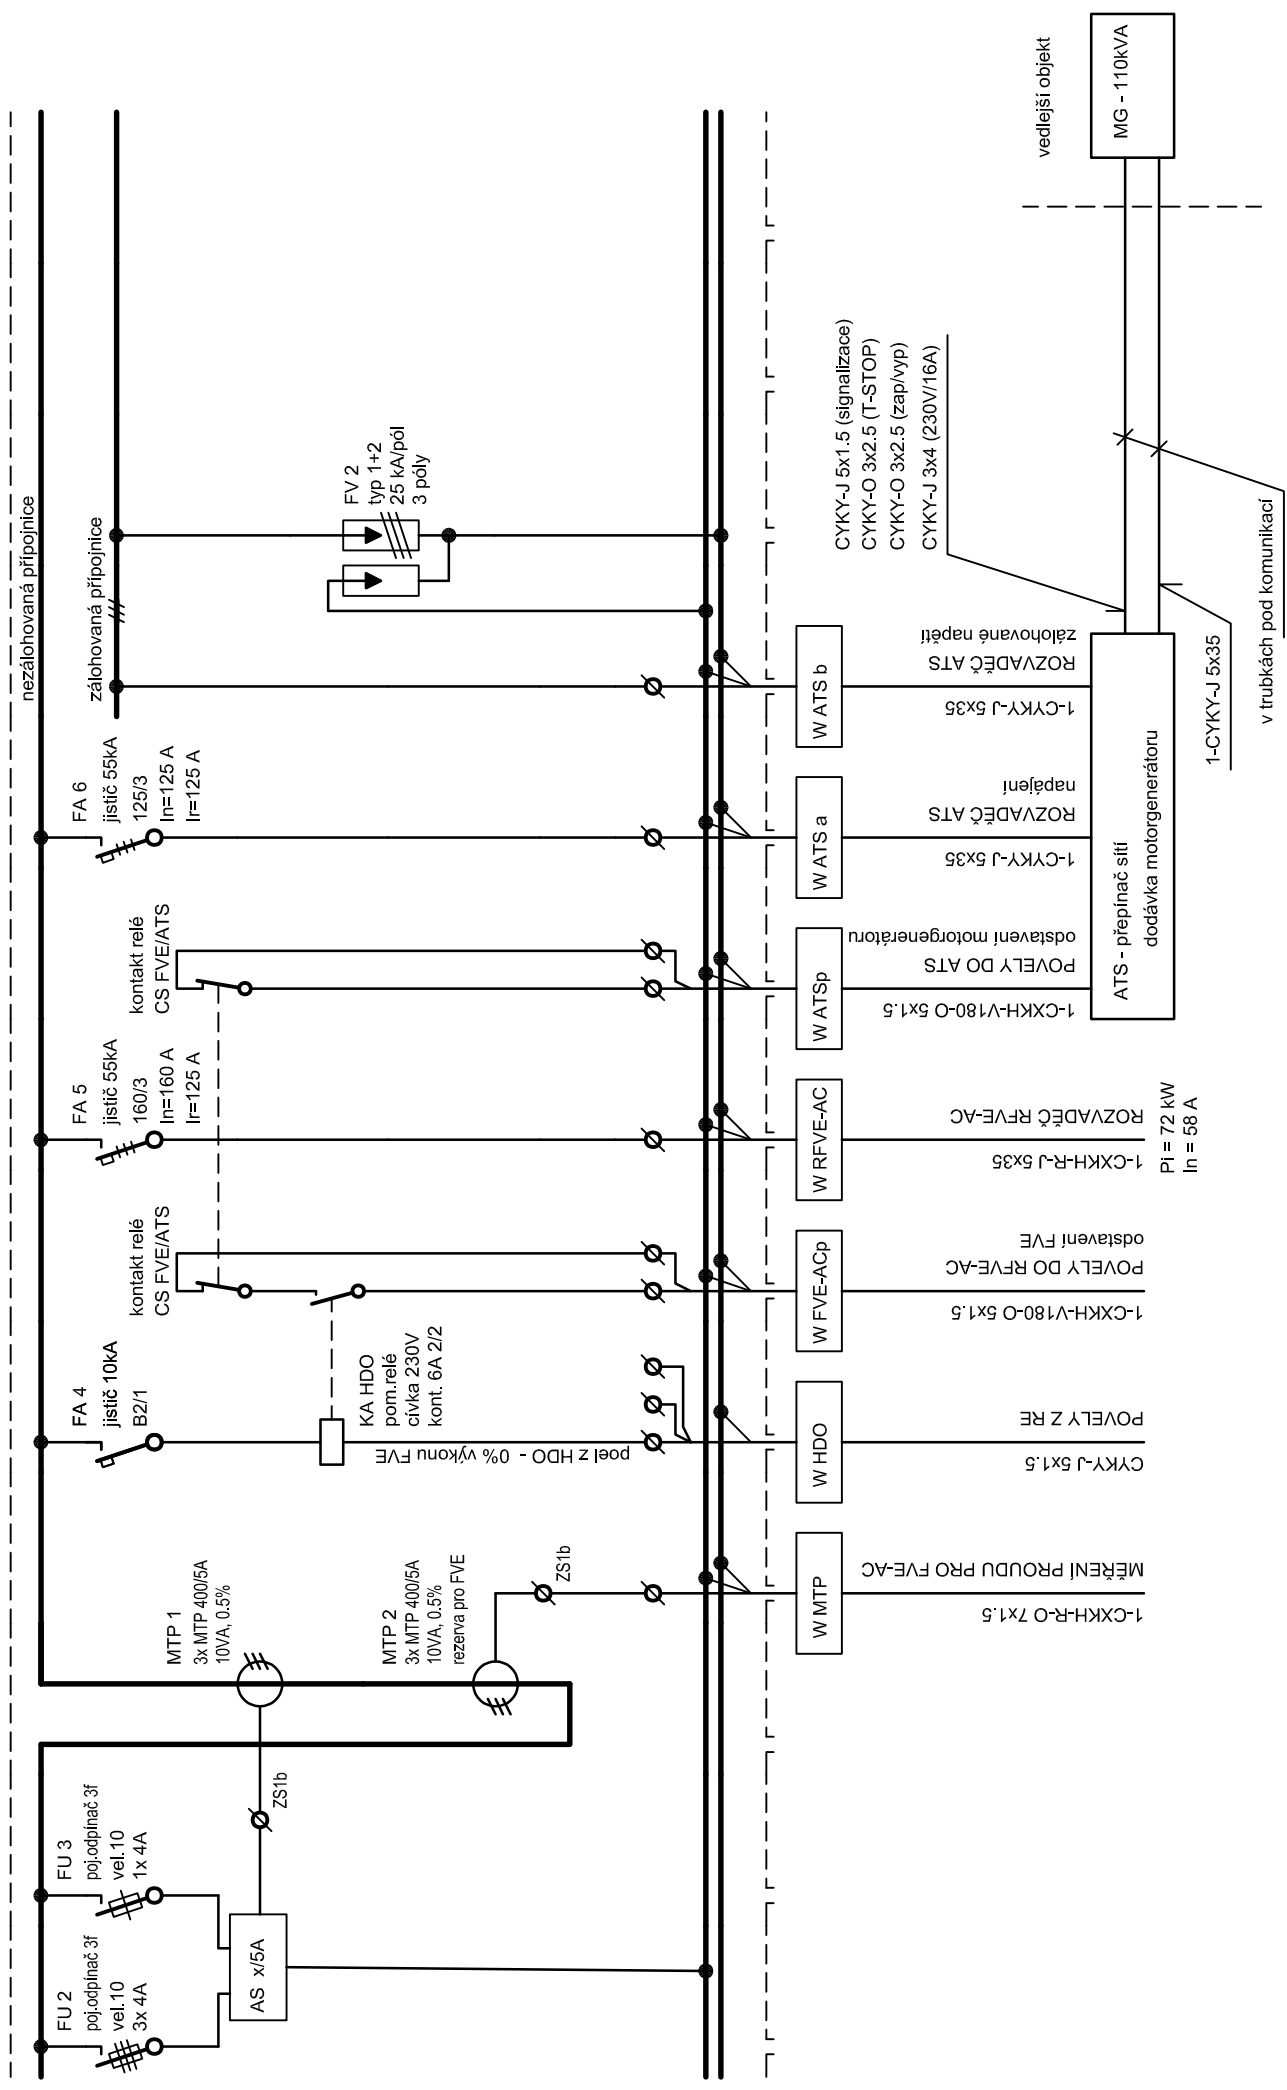 nezálohovaná přípojnice
zálohovaná přípojnice
FU 2
poj.odpínač 3f
vel.10
3x 4A
FU 3
poj.odpínač 3f
vel.10
1x 4A
AS x/5A
ZS1b
MTP 1
3x MTP 400/5A
10VA, 0.5%
MTP 2
3x MTP 400/5A
10VA, 0.5%
rezerva pro FVE
ZS1b
FA 4
jistič 10kA
B2/1
KA HDO
pom.relé
cívka 230V
kont. 6A 2/2
poel z HDO - 0% výkonu FVE
kontakt relé
CS FVE/ATS
FA 5
jistič 55kA
160/3
In=160 A
Ir=125 A
kontakt relé
CS FVE/ATS
FA 6
jistič 55kA
125/3
In=125 A
Ir=125 A
FV 2
typ 1+2
25 kA/pól
3 póly
W MTP
1-CXKH-R-O 7x1.5
MĚŘENÍ PROUDU PRO FVE-AC
W HDO
CYKY-J 5x1.5
POVELY Z RE
W FVE-ACp
1-CXKH-V180-O 5x1.5
POVELY DO RFVE-AC
odstavení FVE
W RFVE-AC
1-CXKH-R-J 5x35
ROZVADĚČ RFVE-AC
Pi = 72 kW
In = 58 A
W ATSp
1-CXKH-V180-O 5x1.5
POVELY DO ATS
odstavení motorgenerátoru
W ATS a
1-CYKY-J 5x35
ROZVADĚČ ATS
napájení
W ATS b
1-CYKY-J 5x35
ROZVADĚČ ATS
zálohované napětí
ATS - přepínač sítí
dodávka motorgenerátoru
CYKY-J 5x1.5 (signalizace)
CYKY-O 3x2.5 (T-STOP)
CYKY-O 3x2.5 (zap/vyp)
CYKY-J 3x4 (230V/16A)
1-CYKY-J 5x35
v trubkách pod komunikací
vedlejší objekt
MG - 110kVA